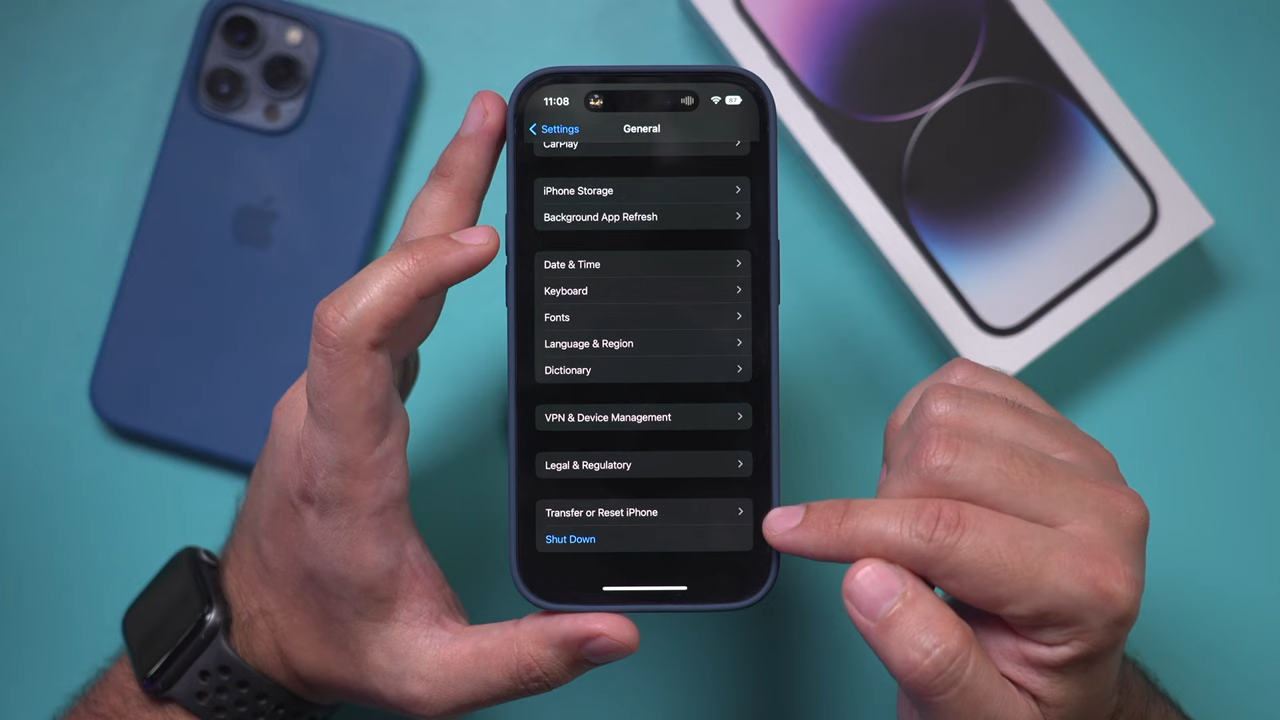 11:08
87
Settings
General
CarPlay
iPhone Storage
Background App Refresh
Date & Time
Keyboard
Fonts
Language & Region
Dictionary
VPN & Device Management
Legal & Regulatory
Transfer or Reset iPhone
Shut Down